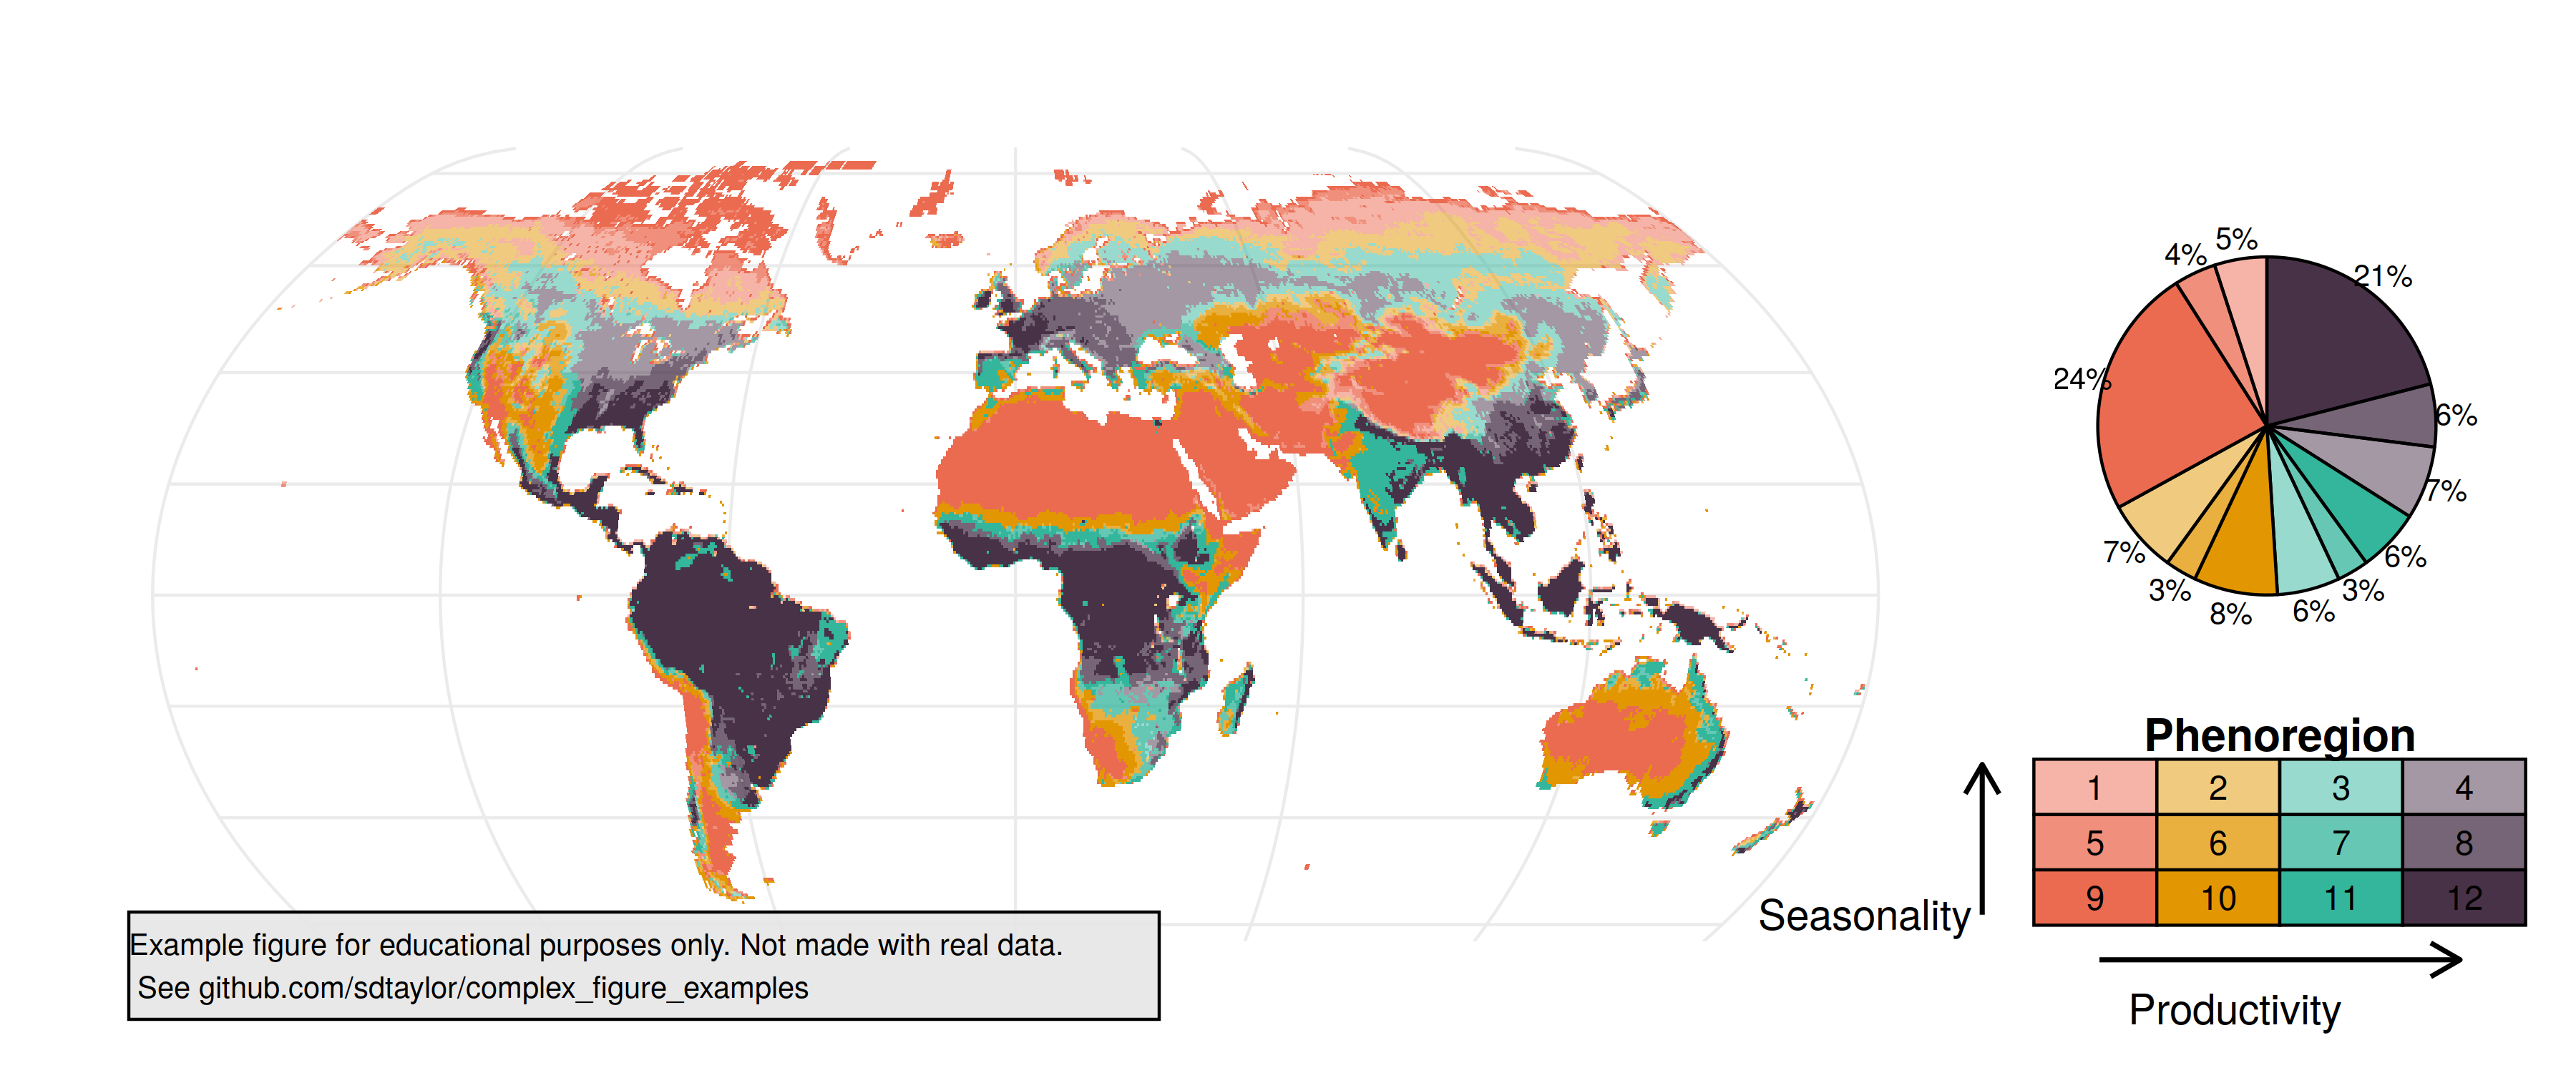 5%
4%
21%
24%
6%
7%
7%
6%
3%
3%
8%
6%
Phenoregion
1 2 3 4
5 6 7 8
9 10 11 12
Seasonality
Productivity
Example figure for educational purposes only. Not made with real data.
See github.com/sdtaylor/complex_figure_examples